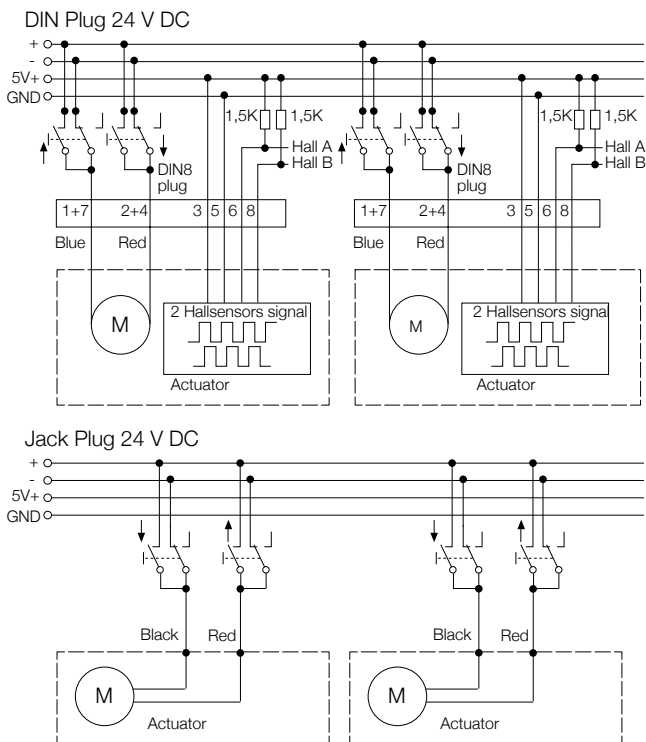 DIN Plug 24 V DC
+
-
5V+
GND
1,5K 1,5K 1,5K 1,5K
Hall A Hall A
Hall B Hall B
DIN8 plug DIN8 plug
1+7 2+4 3 5 6 8 1+7 2+4 3 5 6 8
Blue Red Blue Red
M 2 Hallsensors signal M 2 Hallsensors signal
Actuator Actuator
Jack Plug 24 V DC
+
-
5V+
GND
Black Red Black Red
M M
Actuator Actuator